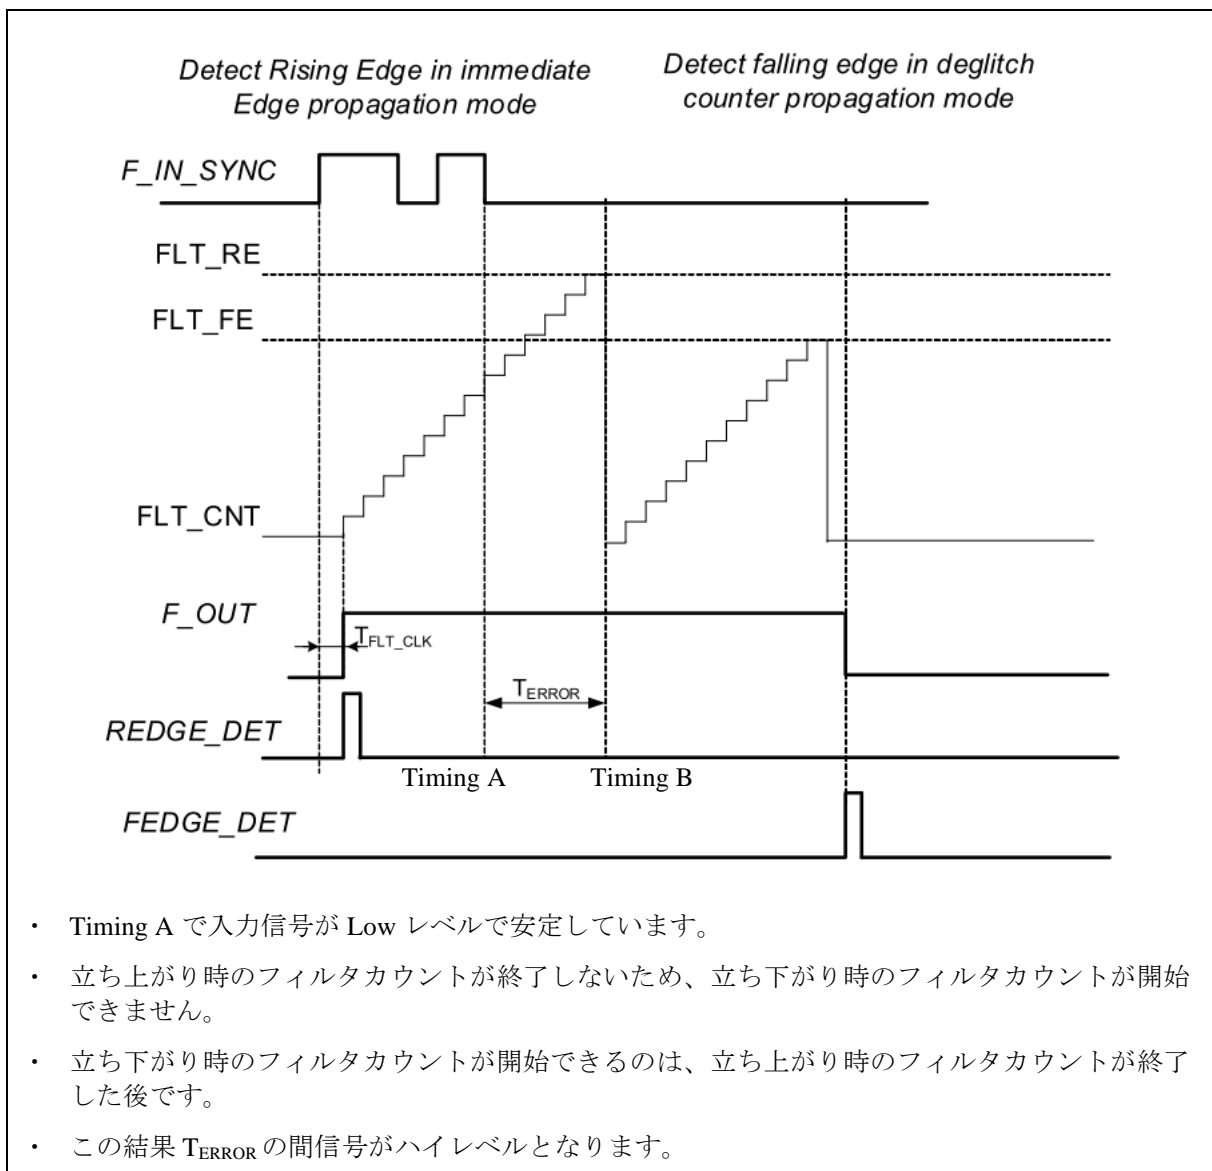 Detect Rising Edge in immediate
Edge propagation mode
Detect falling edge in deglitch
counter propagation mode
F_IN_SYNC
FLT_RE
FLT_FE
FLT_CNT
F_OUT
TFLT_CLK
TERROR
REDGE_DET
Timing A
Timing B
FEDGE_DET
・ Timing A で入力信号が Low レベルで安定しています。
・ 立ち上がり時のフィルタカウントが終了しないため、立ち下がり時のフィルタカウントが開始
できません。
・ 立ち下がり時のフィルタカウントが開始できるのは、立ち上がり時のフィルタカウントが終了
した後です。
・ この結果 TERROR の間信号がハイレベルとなります。